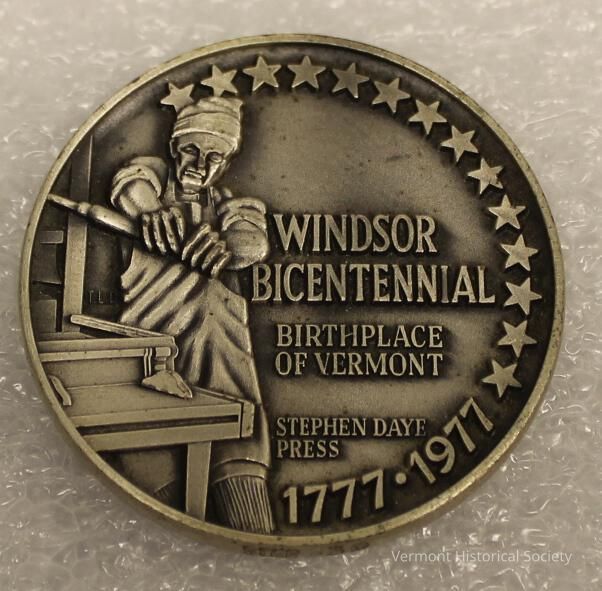 WINDSOR
BICENTENNIAL
BIRTHPLACE
OF VERMONT
STEPHEN DAYE
PRESS
1777 • 1977
Vermont Historical Society